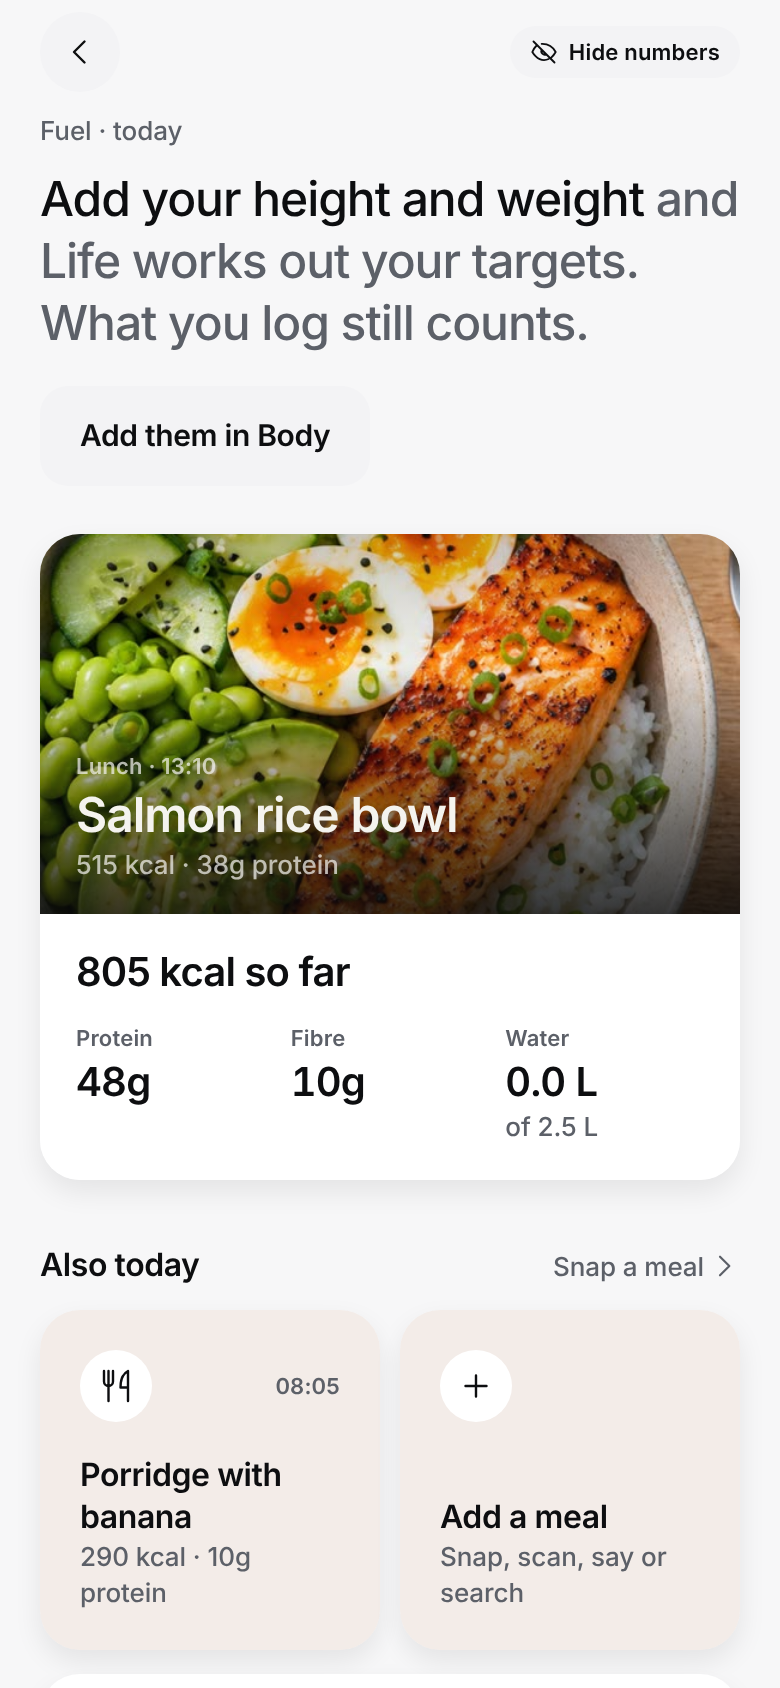 Hide numbers
Fuel · today
Add your height and weight and
Life works out your targets.
What you log still counts.
Add them in Body
Lunch · 13:10
Salmon rice bowl
515 kcal · 38g protein
805 kcal so far
Protein
48g
Fibre
10g
Water
0.0 L
of 2.5 L
Also today
Snap a meal
08:05
Porridge with
banana
290 kcal · 10g
protein
Add a meal
Snap, scan, say or
search